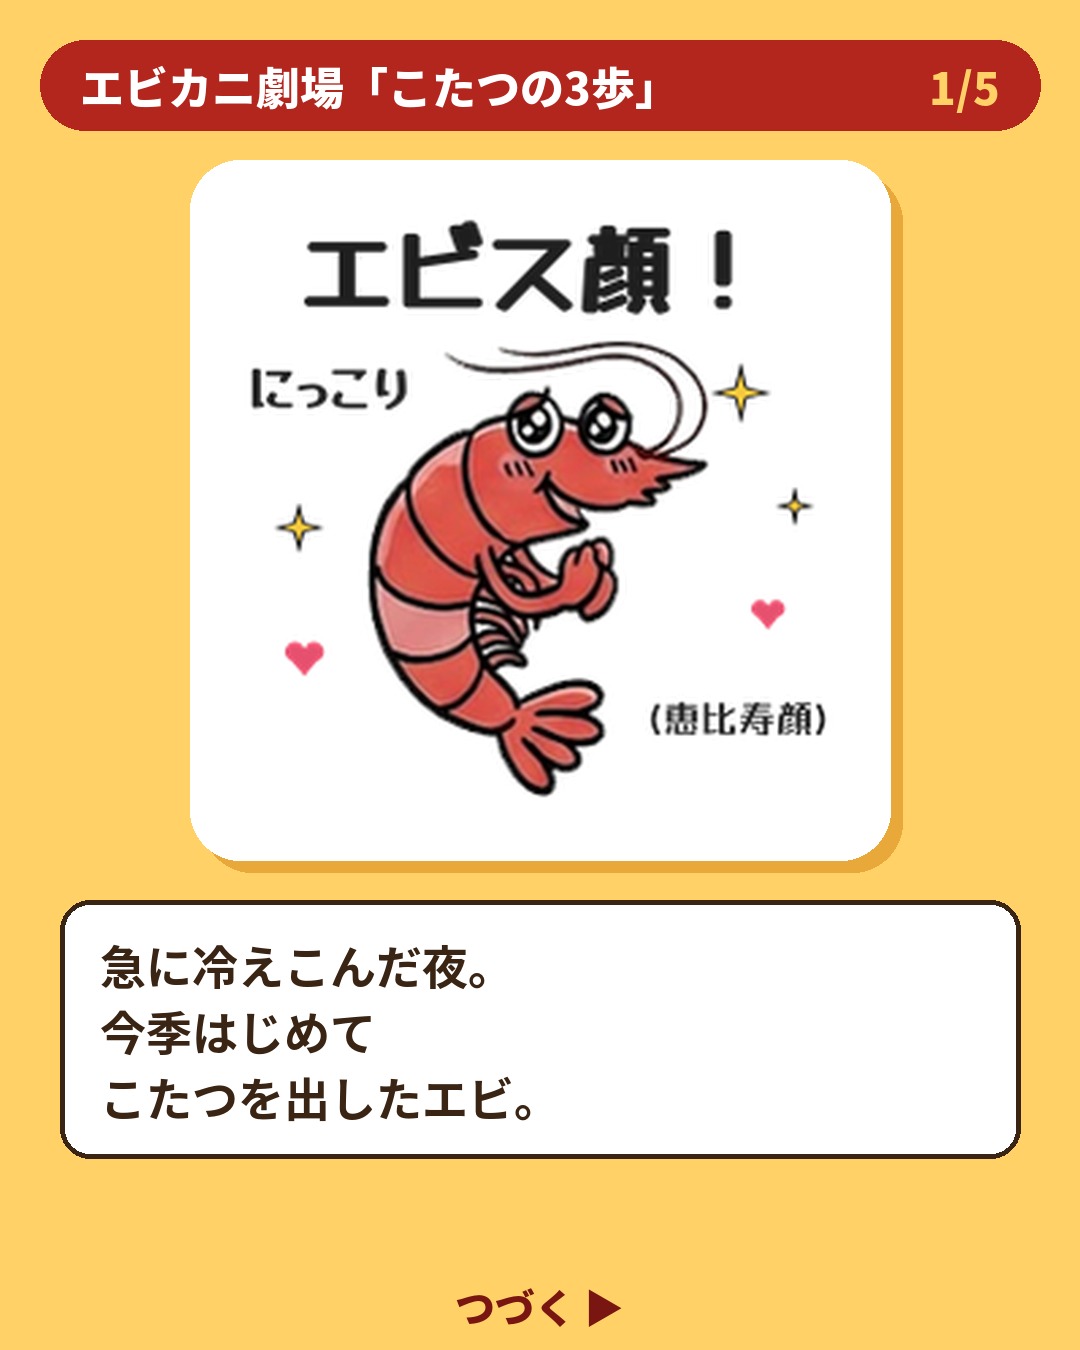 エビカニ劇場「こたつの3歩」 1/5
エビス顔！
にっこり
(恵比寿顔)
急に冷えこんだ夜。
今季はじめて
こたつを出したエビ。
つづく ▶